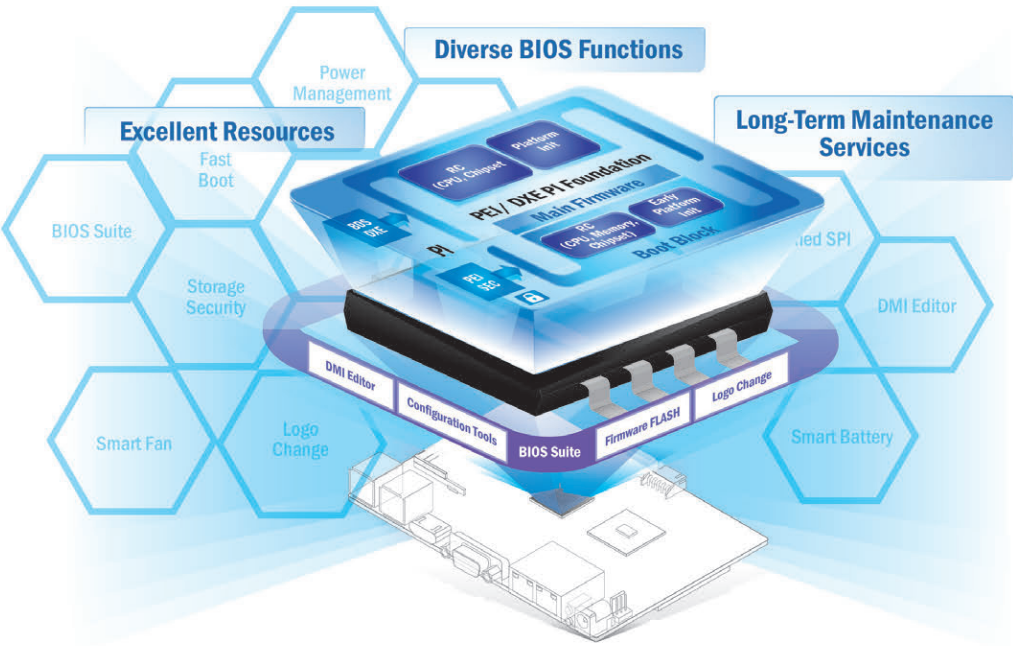 Diverse BIOS Functions
Power
Management
Excellent Resources
Long-Term Maintenance
Services
Fast
Boot
BIOS Suite
Storage
Security
Smart Fan
Logo
Change
SPI
DMI Editor
Smart Battery
RC
(CPU, Chipset
Platform
Init
PEI/ DXE PI Foundation
Main Firmware
BDS
DXE
PI
RC
(CPU, Memory,
Chipset)
Early
Platform
Init
Boot Block
PEI
SEC
DMI Editor
Configuration Tools
BIOS Suite
Firmware FLASH
Logo Change